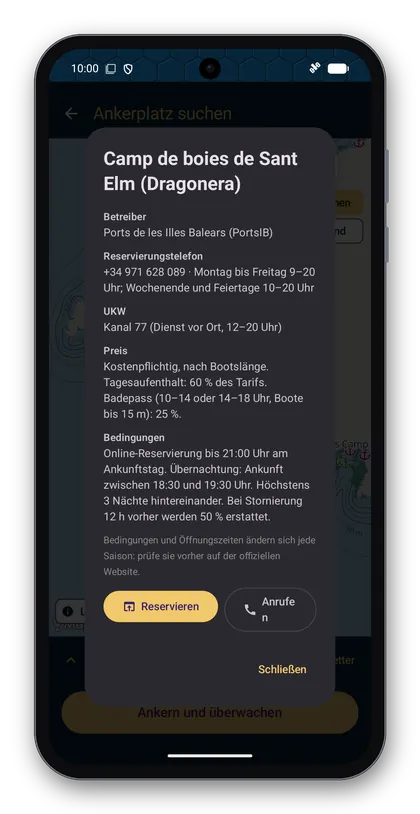 10:00
Ankerplatz suchen
Camp de boies de Sant
Elm (Dragonera)
Betreiber
Ports de les Illes Balears (PortsIB)
Reservierungstelefon
+34 971 628 089 · Montag bis Freitag 9–20
Uhr; Wochenende und Feiertage 10–20 Uhr
UKW
Kanal 77 (Dienst vor Ort, 12–20 Uhr)
Preis
Kostenpflichtig, nach Bootslänge.
Tagesaufenthalt: 60 % des Tarifs.
Badepass (10–14 oder 14–18 Uhr, Boote
bis 15 m): 25 %.
Bedingungen
Online-Reservierung bis 21:00 Uhr am
Ankunftstag. Übernachtung: Ankunft
zwischen 18:30 und 19:30 Uhr. Höchstens
3 Nächte hintereinander. Bei Stornierung
12 h vorher werden 50 % erstattet.
Bedingungen und Öffnungszeiten ändern sich jede
Saison: prüfe sie vorher auf der offiziellen
Website.
Reservieren
Anrufe
n
Schließen
Ankern und überwachen